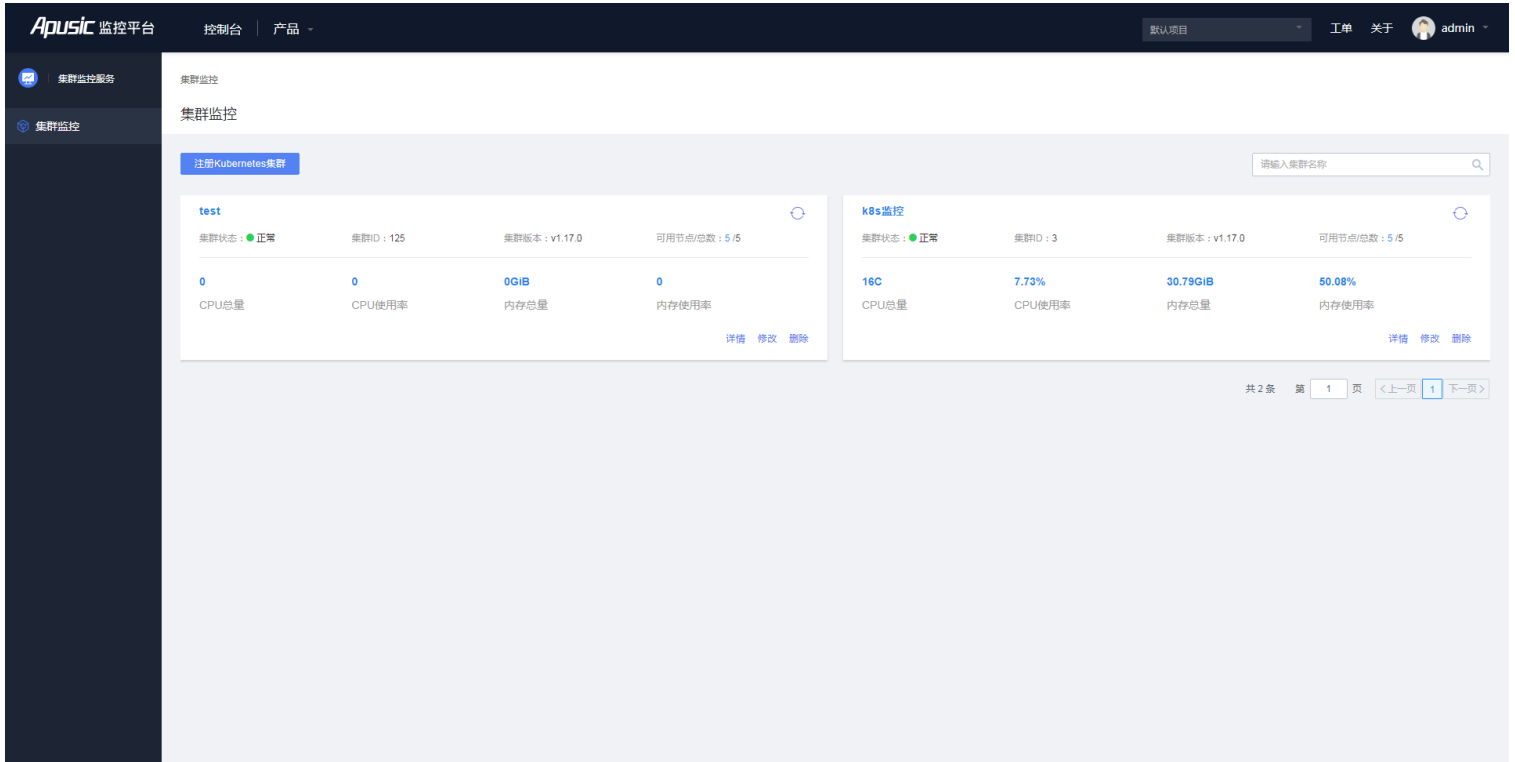 Apusic 监控平台 控制台 产品 默认项目 工单 关于 admin
集群监控服务
集群监控
集群监控
集群监控
注册Kubernetes集群 请输入集群名称
test
集群状态：正常 集群ID：125 集群版本：v1.17.0 可用节点/总数：5 /5
0 0 0GiB 0
CPU总量 CPU使用率 内存总量 内存使用率
详情 修改 删除
k8s监控
集群状态：正常 集群ID：3 集群版本：v1.17.0 可用节点/总数：5 /5
16C 7.73% 30.79GiB 50.08%
CPU总量 CPU使用率 内存总量 内存使用率
详情 修改 删除
共 2 条 第 1 页 <上一页 1 下一页>